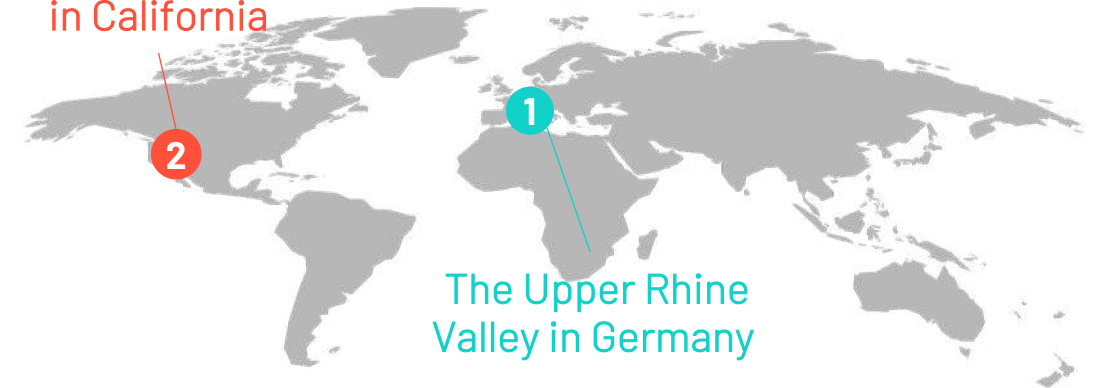 in California
2
1
The Upper Rhine
Valley in Germany